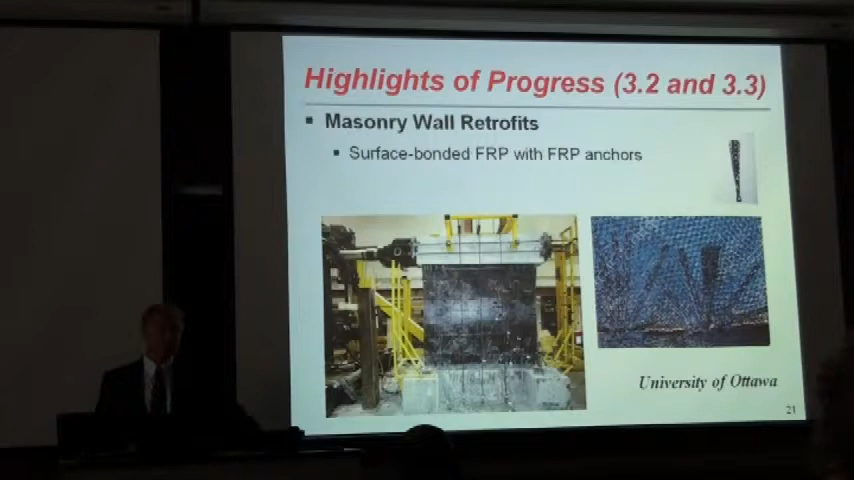 Highlights of Progress (3.2 and 3.3)
Masonry Wall Retrofits
Surface-bonded FRP with FRP anchors
University of Ottawa
21